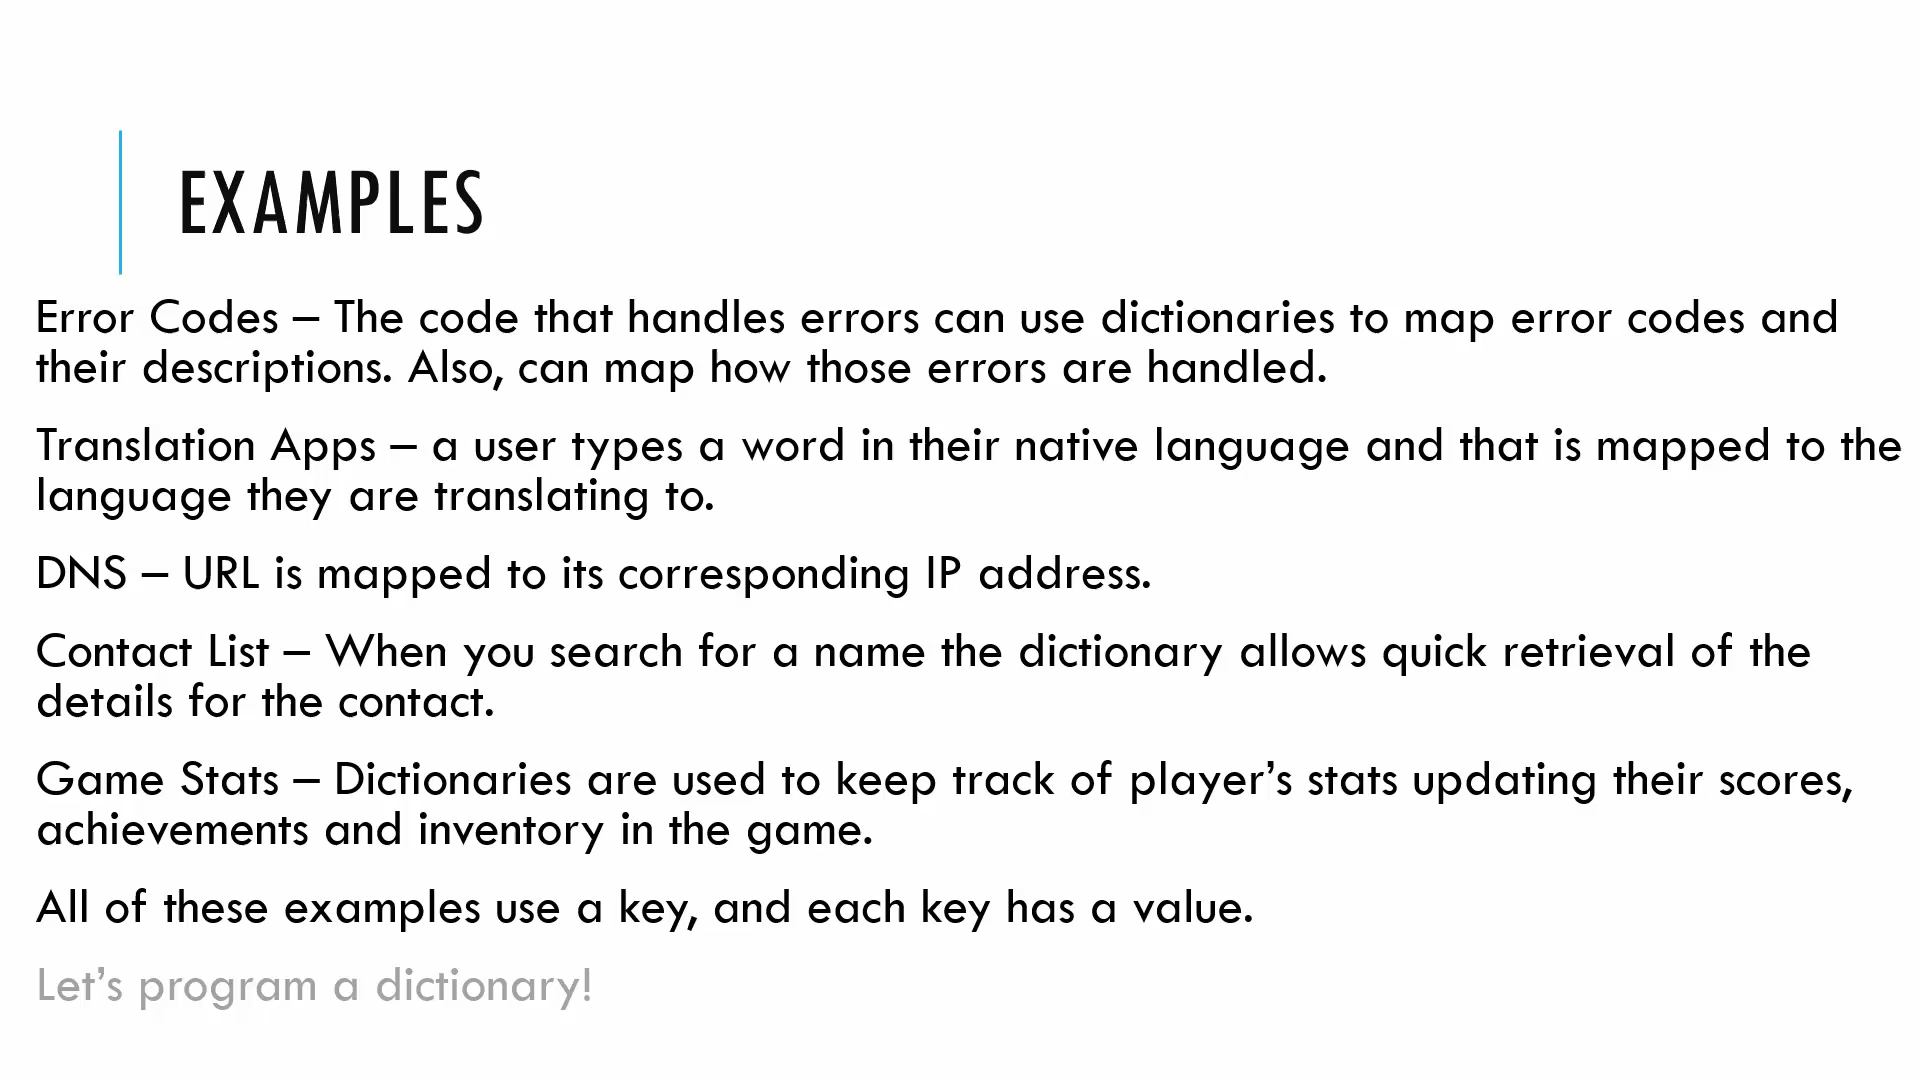 EXAMPLES
Error Codes – The code that handles errors can use dictionaries to map error codes and
their descriptions. Also, can map how those errors are handled.
Translation Apps – a user types a word in their native language and that is mapped to the
language they are translating to.
DNS – URL is mapped to its corresponding IP address.
Contact List – When you search for a name the dictionary allows quick retrieval of the
details for the contact.
Game Stats – Dictionaries are used to keep track of player’s stats updating their scores,
achievements and inventory in the game.
All of these examples use a key, and each key has a value.
Let’s program a dictionary!